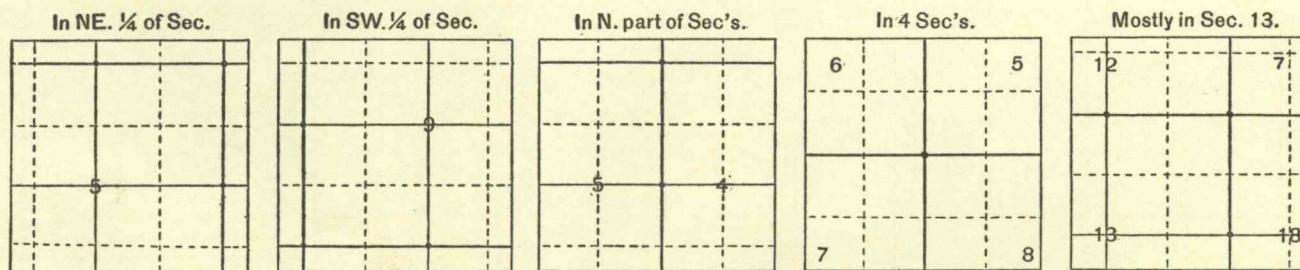 In NE. ¼ of Sec.
5
In SW. ¼ of Sec.
9
In N. part of Sec's.
5 4
In 4 Sec's.
6 5
7 8
Mostly in Sec. 13.
12 7
13 18